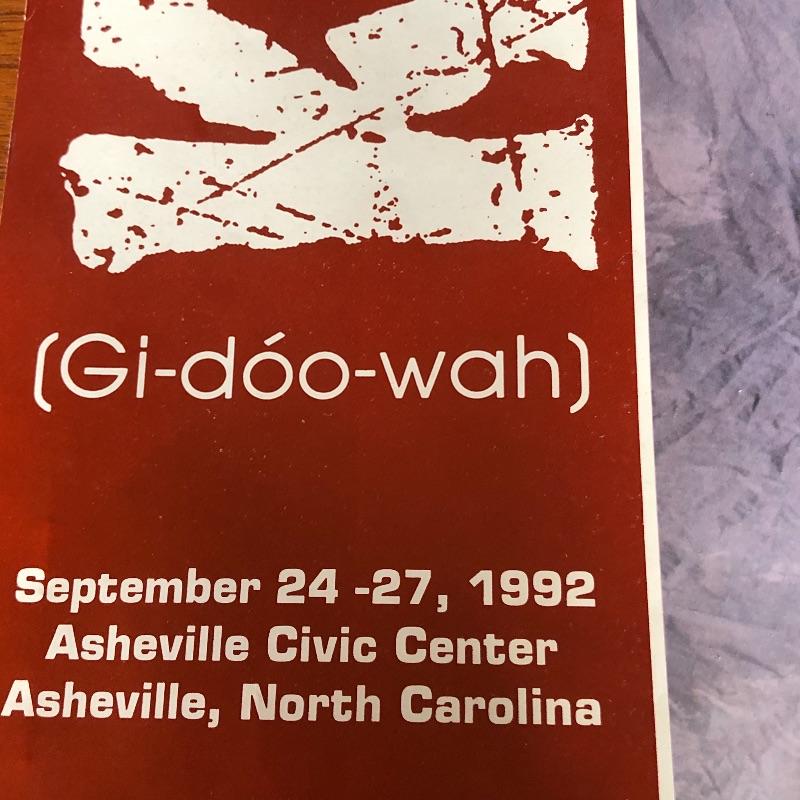 (Gi-dóo-wah)
September 24 -27, 1992
Asheville Civic Center
Asheville, North Carolina